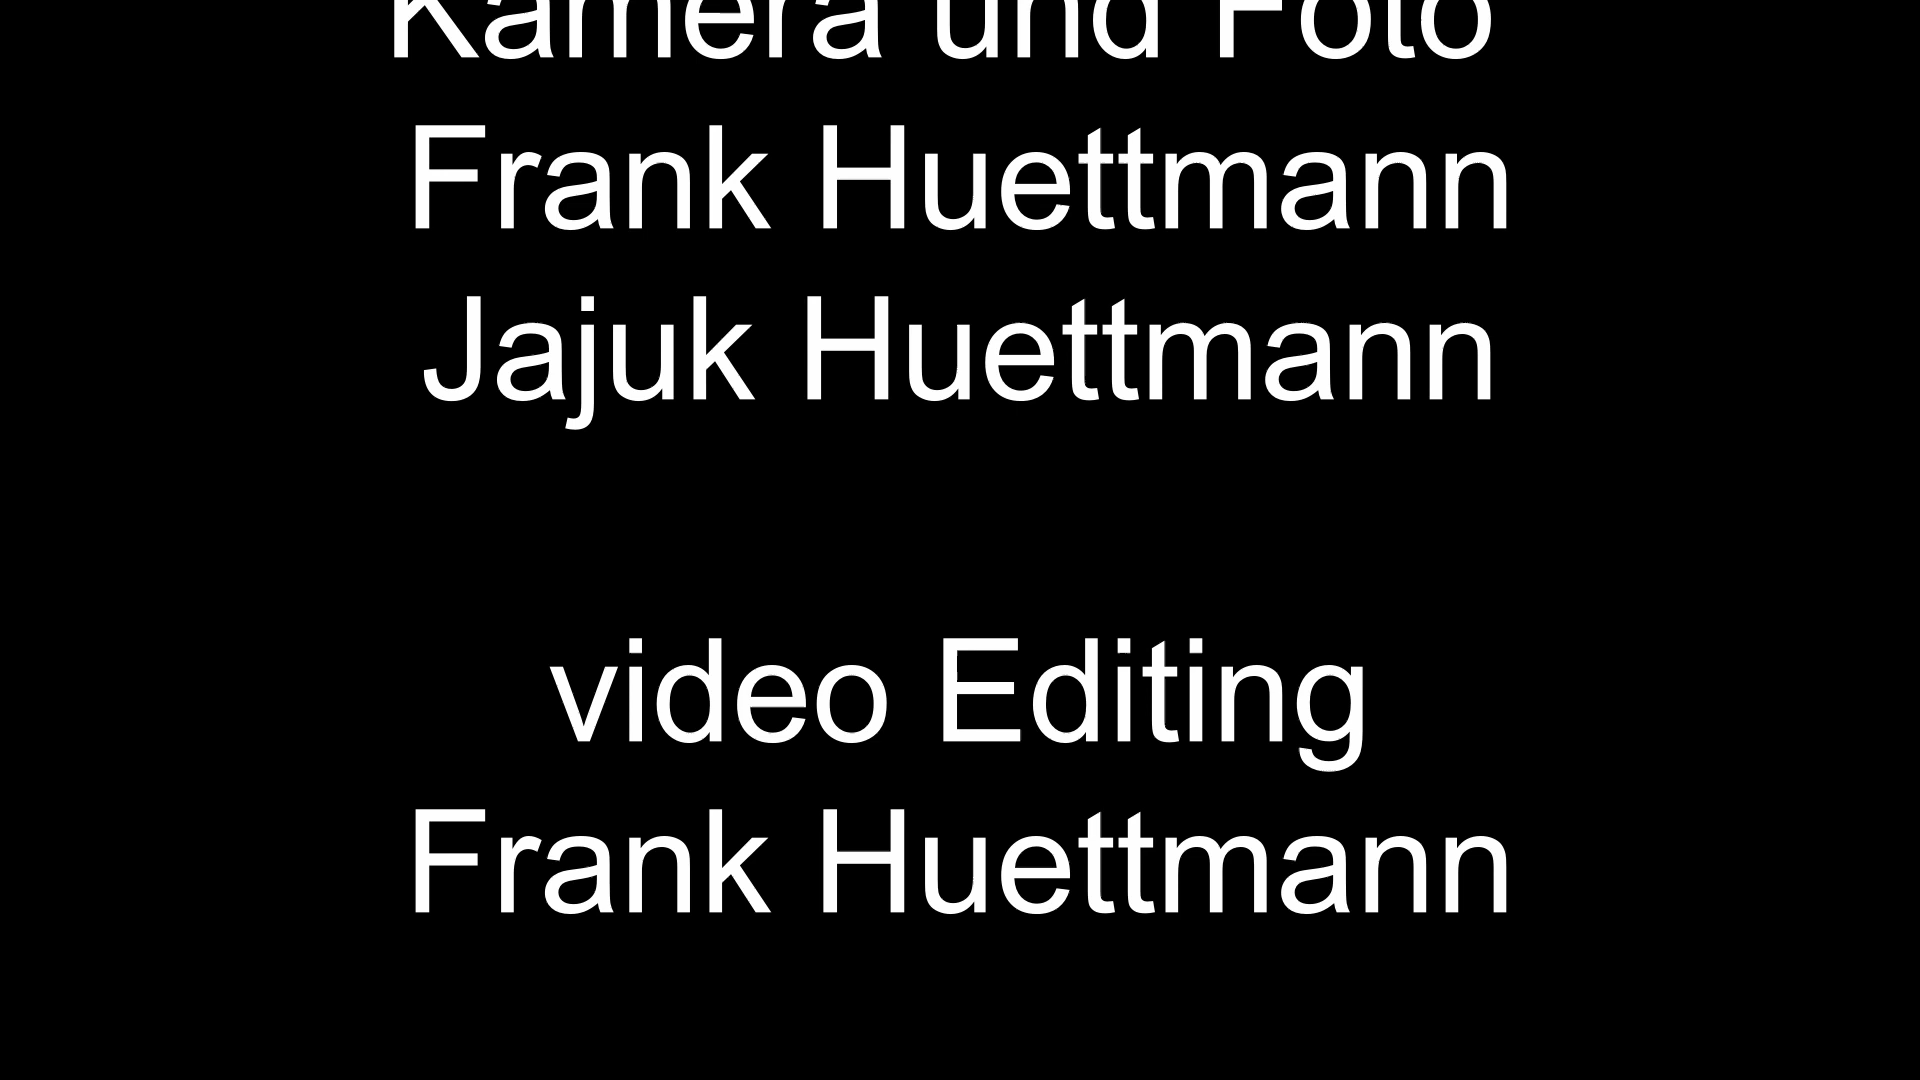 Kamera und Foto
Frank Huettmann
Jajuk Huettmann
video Editing
Frank Huettmann